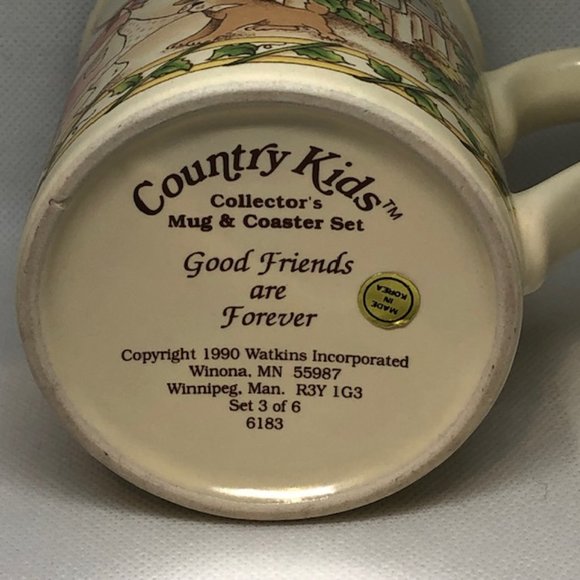 Country Kids™
Collector's
Mug & Coaster Set
Good Friends
are
Forever
MADE
IN
KOREA
Copyright 1990 Watkins Incorporated
Winona, MN 55987
Winnipeg, Man. R3Y 1G3
Set 3 of 6
6183